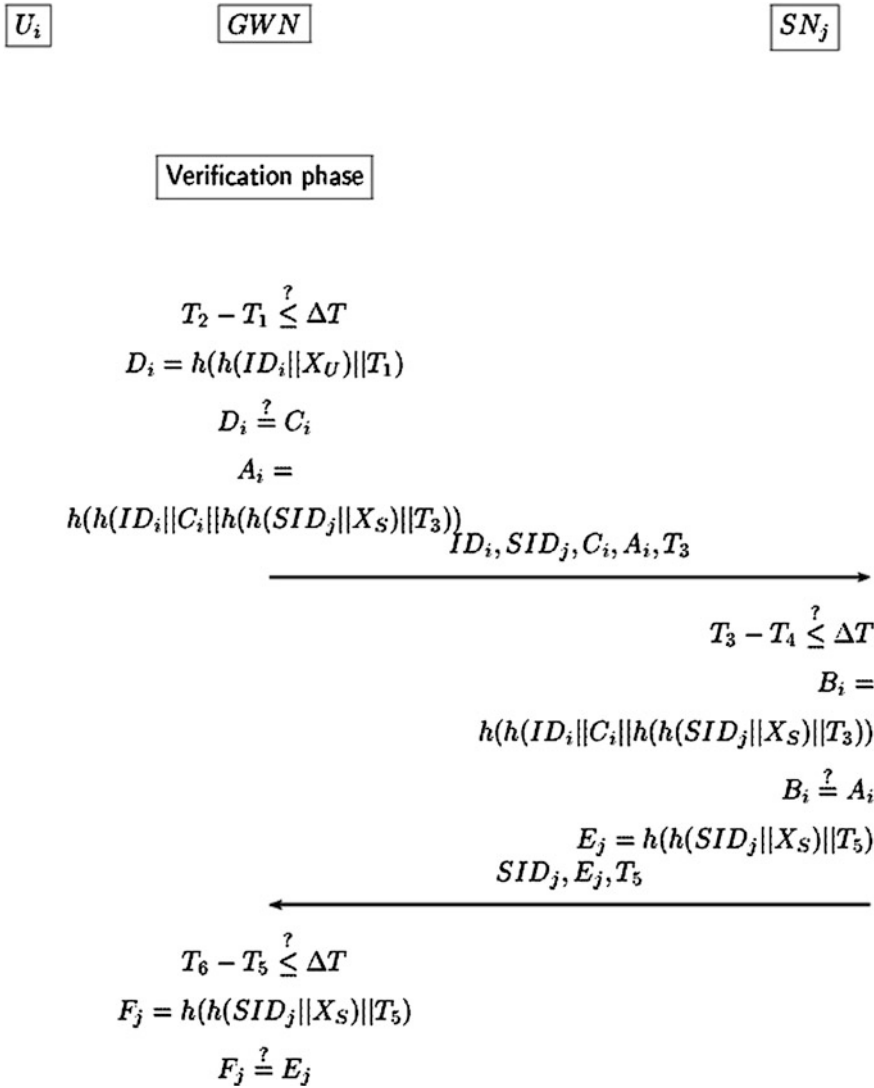 U_i GWN SN_j
Verification phase
T_2 − T_1 ≤? ΔT
D_i = h(h(ID_i||X_U)||T_1)
D_i =? C_i
A_i =
h(h(ID_i||C_i||h(h(SID_j||X_S)||T_3))
ID_i, SID_j, C_i, A_i, T_3
T_3 − T_4 ≤? ΔT
B_i =
h(h(ID_i||C_i||h(h(SID_j||X_S)||T_3))
B_i =? A_i
E_j = h(h(SID_j||X_S)||T_5)
SID_j, E_j, T_5
T_6 − T_5 ≤? ΔT
F_j = h(h(SID_j||X_S)||T_5)
F_j =? E_j